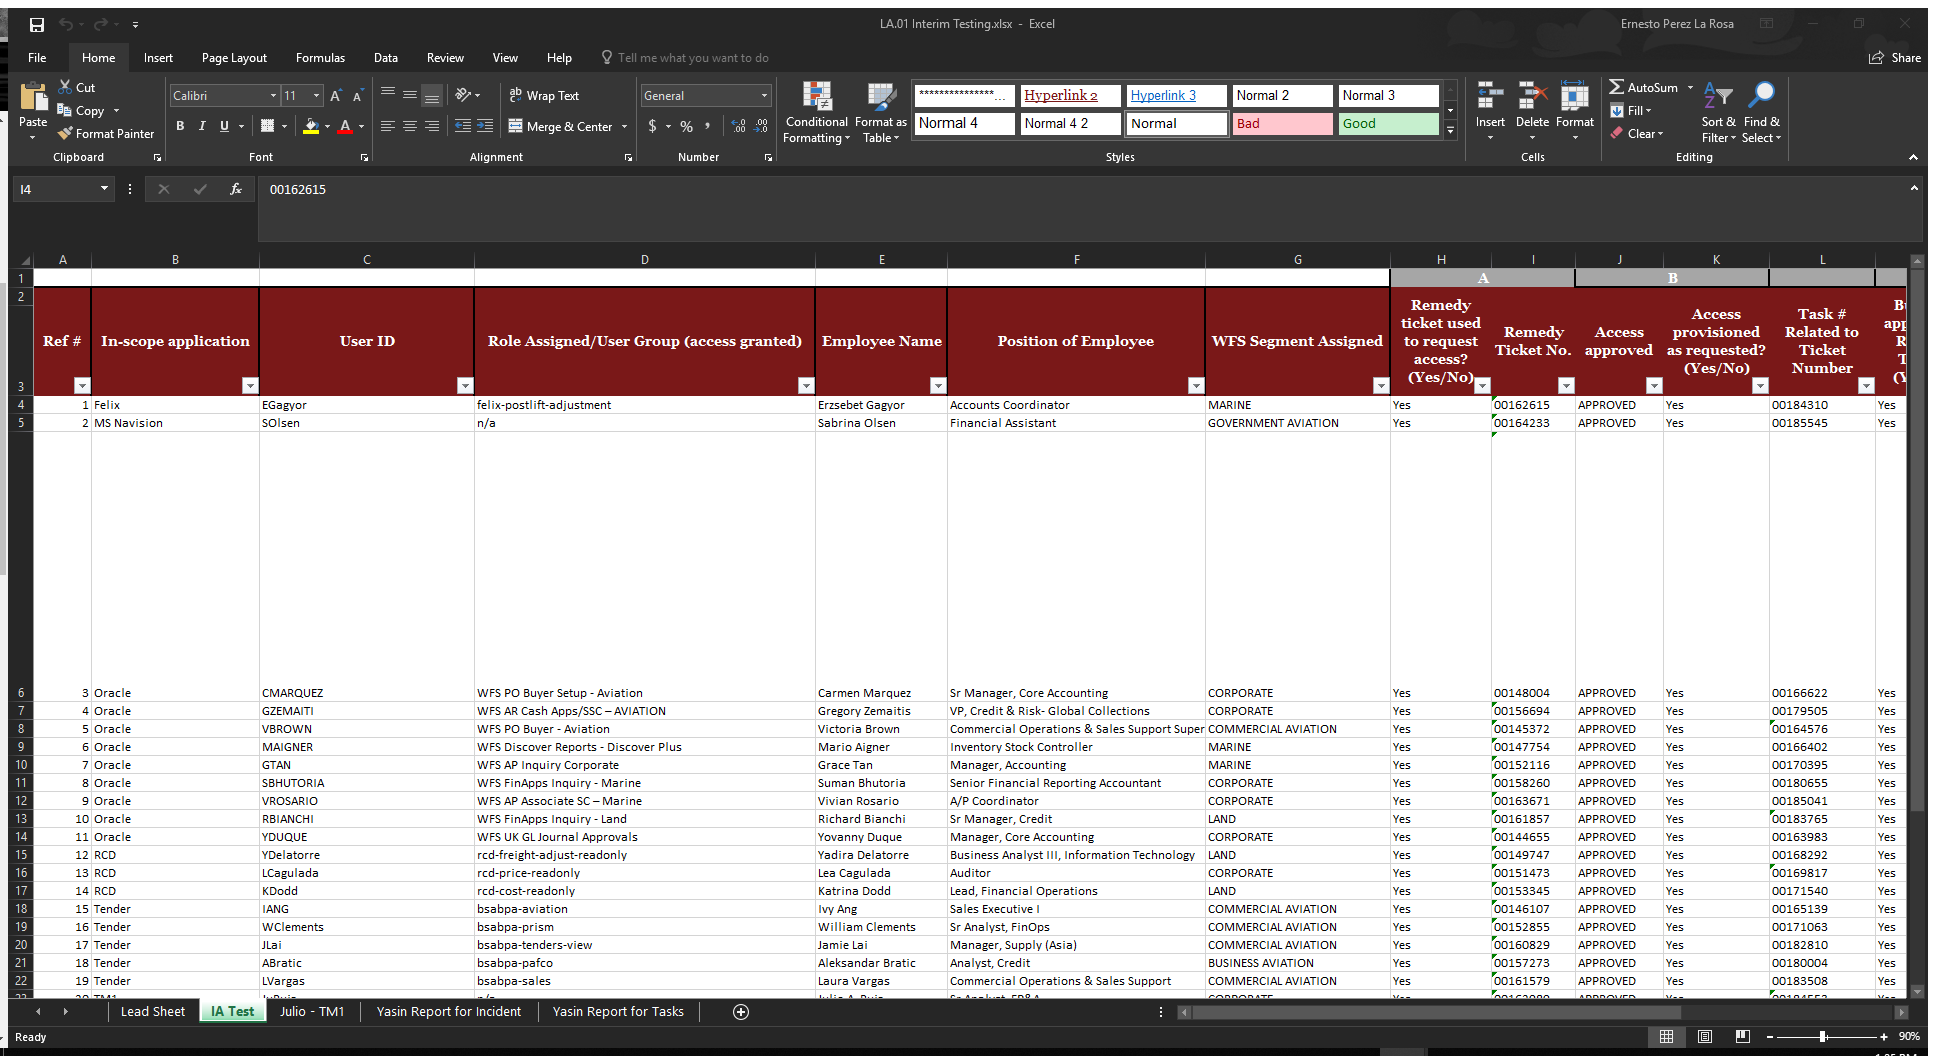 LA.01 Interim Testing.xlsx - Excel
Ernesto Perez La Rosa
File Home Insert Page Layout Formulas Data Review View Help Tell me what you want to do Share
Paste
Cut
Copy
Format Painter
Clipboard
Calibri 11
B I U
Font
Wrap Text
Merge & Center
Alignment
General
$ % ,
Number
Conditional Formatting
Format as Table
***************... Hyperlink 2 Hyperlink 3 Normal 2 Normal 3
Normal 4 Normal 4 2 Normal Bad Good
Styles
Insert Delete Format
Cells
AutoSum
Fill
Clear
Sort & Filter
Find & Select
Editing
I4 fx 00162615
A B C D E F G H I J K L
1 A B
2
3 Ref # In-scope application User ID Role Assigned/User Group (access granted) Employee Name Position of Employee WFS Segment Assigned Remedy ticket used to request access? (Yes/No) Remedy Ticket No. Access approved Access provisioned as requested? (Yes/No) Task # Related to Ticket Number
4 1 Felix EGagyor felix-postlift-adjustment Erzsebet Gagyor Accounts Coordinator MARINE Yes 00162615 APPROVED Yes 00184310 Yes
5 2 MS Navision SOlsen n/a Sabrina Olsen Financial Assistant GOVERNMENT AVIATION Yes 00164233 APPROVED Yes 00185545 Yes
6 3 Oracle CMARQUEZ WFS PO Buyer Setup - Aviation Carmen Marquez Sr Manager, Core Accounting CORPORATE Yes 00148004 APPROVED Yes 00166622 Yes
7 4 Oracle GZEMAITI WFS AR Cash Apps/SSC – AVIATION Gregory Zemaitis VP, Credit & Risk- Global Collections CORPORATE Yes 00156694 APPROVED Yes 00179505 Yes
8 5 Oracle VBROWN WFS PO Buyer - Aviation Victoria Brown Commercial Operations & Sales Support Super COMMERCIAL AVIATION Yes 00145372 APPROVED Yes 00164576 Yes
9 6 Oracle MAIGNER WFS Discover Reports - Discover Plus Mario Aigner Inventory Stock Controller MARINE Yes 00147754 APPROVED Yes 00166402 Yes
10 7 Oracle GTAN WFS AP Inquiry Corporate Grace Tan Manager, Accounting MARINE Yes 00152116 APPROVED Yes 00170395 Yes
11 8 Oracle SBHUTORIA WFS FinApps Inquiry - Marine Suman Bhutoria Senior Financial Reporting Accountant CORPORATE Yes 00158260 APPROVED Yes 00180655 Yes
12 9 Oracle VROSARIO WFS AP Associate SC – Marine Vivian Rosario A/P Coordinator CORPORATE Yes 00163671 APPROVED Yes 00185041 Yes
13 10 Oracle RBIANCHI WFS FinApps Inquiry - Land Richard Bianchi Sr Manager, Credit LAND Yes 00161857 APPROVED Yes 00183765 Yes
14 11 Oracle YDUQUE WFS UK GL Journal Approvals Yovanny Duque Manager, Core Accounting CORPORATE Yes 00144655 APPROVED Yes 00163983 Yes
15 12 RCD YDelatorre rcd-freight-adjust-readonly Yadira Delatorre Business Analyst III, Information Technology LAND Yes 00149747 APPROVED Yes 00168292 Yes
16 13 RCD LCagulada rcd-price-readonly Lea Cagulada Auditor CORPORATE Yes 00151473 APPROVED Yes 00169817 Yes
17 14 RCD KDodd rcd-cost-readonly Katrina Dodd Lead, Financial Operations LAND Yes 00153345 APPROVED Yes 00171540 Yes
18 15 Tender IANG bsabpa-aviation Ivy Ang Sales Executive I COMMERCIAL AVIATION Yes 00146107 APPROVED Yes 00165139 Yes
19 16 Tender WClements bsabpa-prism William Clements Sr Analyst, FinOps COMMERCIAL AVIATION Yes 00152855 APPROVED Yes 00171063 Yes
20 17 Tender JLai bsabpa-tenders-view Jamie Lai Manager, Supply (Asia) COMMERCIAL AVIATION Yes 00160829 APPROVED Yes 00182810 Yes
21 18 Tender ABratic bsabpa-pafco Aleksandar Bratic Analyst, Credit BUSINESS AVIATION Yes 00157273 APPROVED Yes 00180004 Yes
22 19 Tender LVargas bsabpa-sales Laura Vargas Commercial Operations & Sales Support COMMERCIAL AVIATION Yes 00161579 APPROVED Yes 00183508 Yes
Lead Sheet IA Test Julio - TM1 Yasin Report for Incident Yasin Report for Tasks
Ready 90%